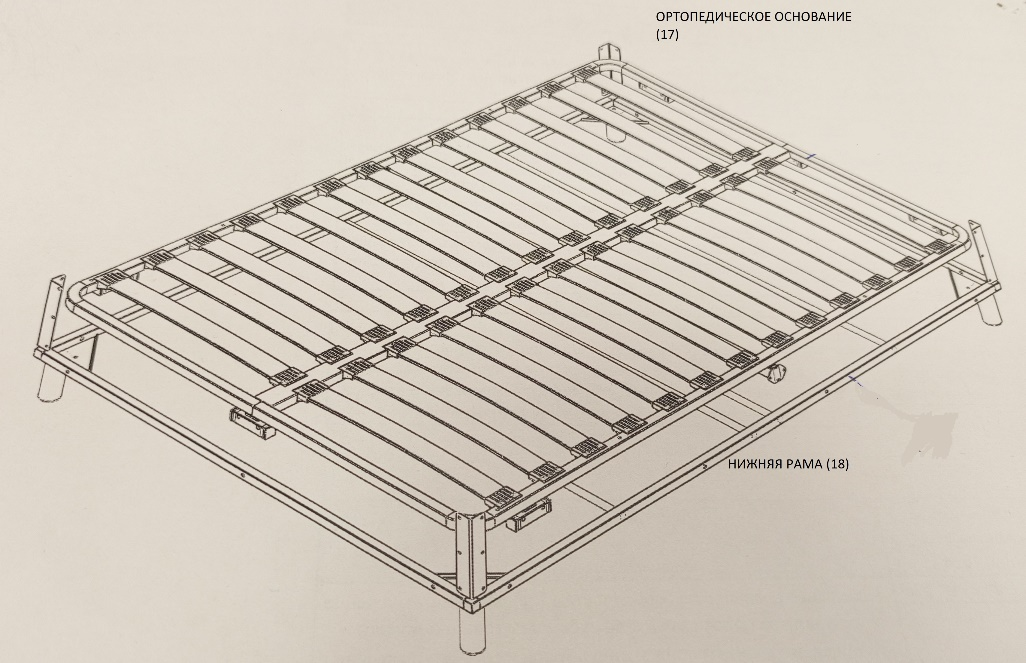 ОРТОПЕДИЧЕСКОЕ ОСНОВАНИЕ
(17)
НИЖНЯЯ РАМА (18)